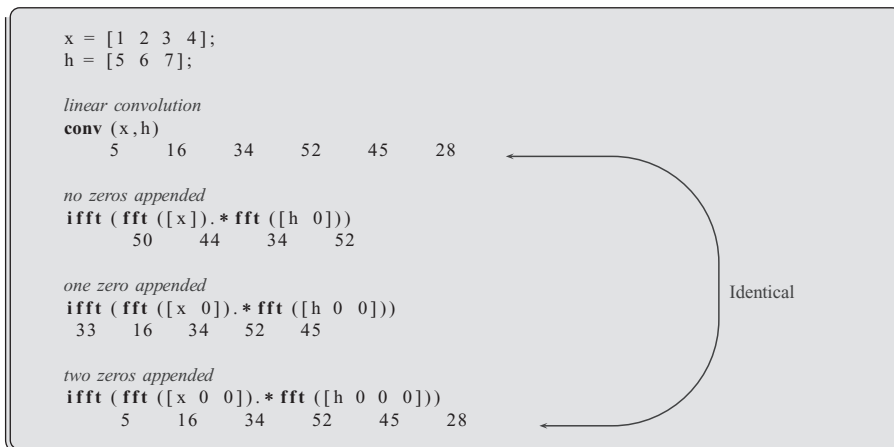 x = [1 2 3 4];
h = [5 6 7];
linear convolution
conv (x,h)
5 16 34 52 45 28
no zeros appended
ifft (fft ([x]).* fft ([h 0]))
50 44 34 52
one zero appended
ifft (fft ([x 0]).* fft ([h 0 0]))
33 16 34 52 45
Identical
two zeros appended
ifft (fft ([x 0 0]).* fft ([h 0 0 0]))
5 16 34 52 45 28